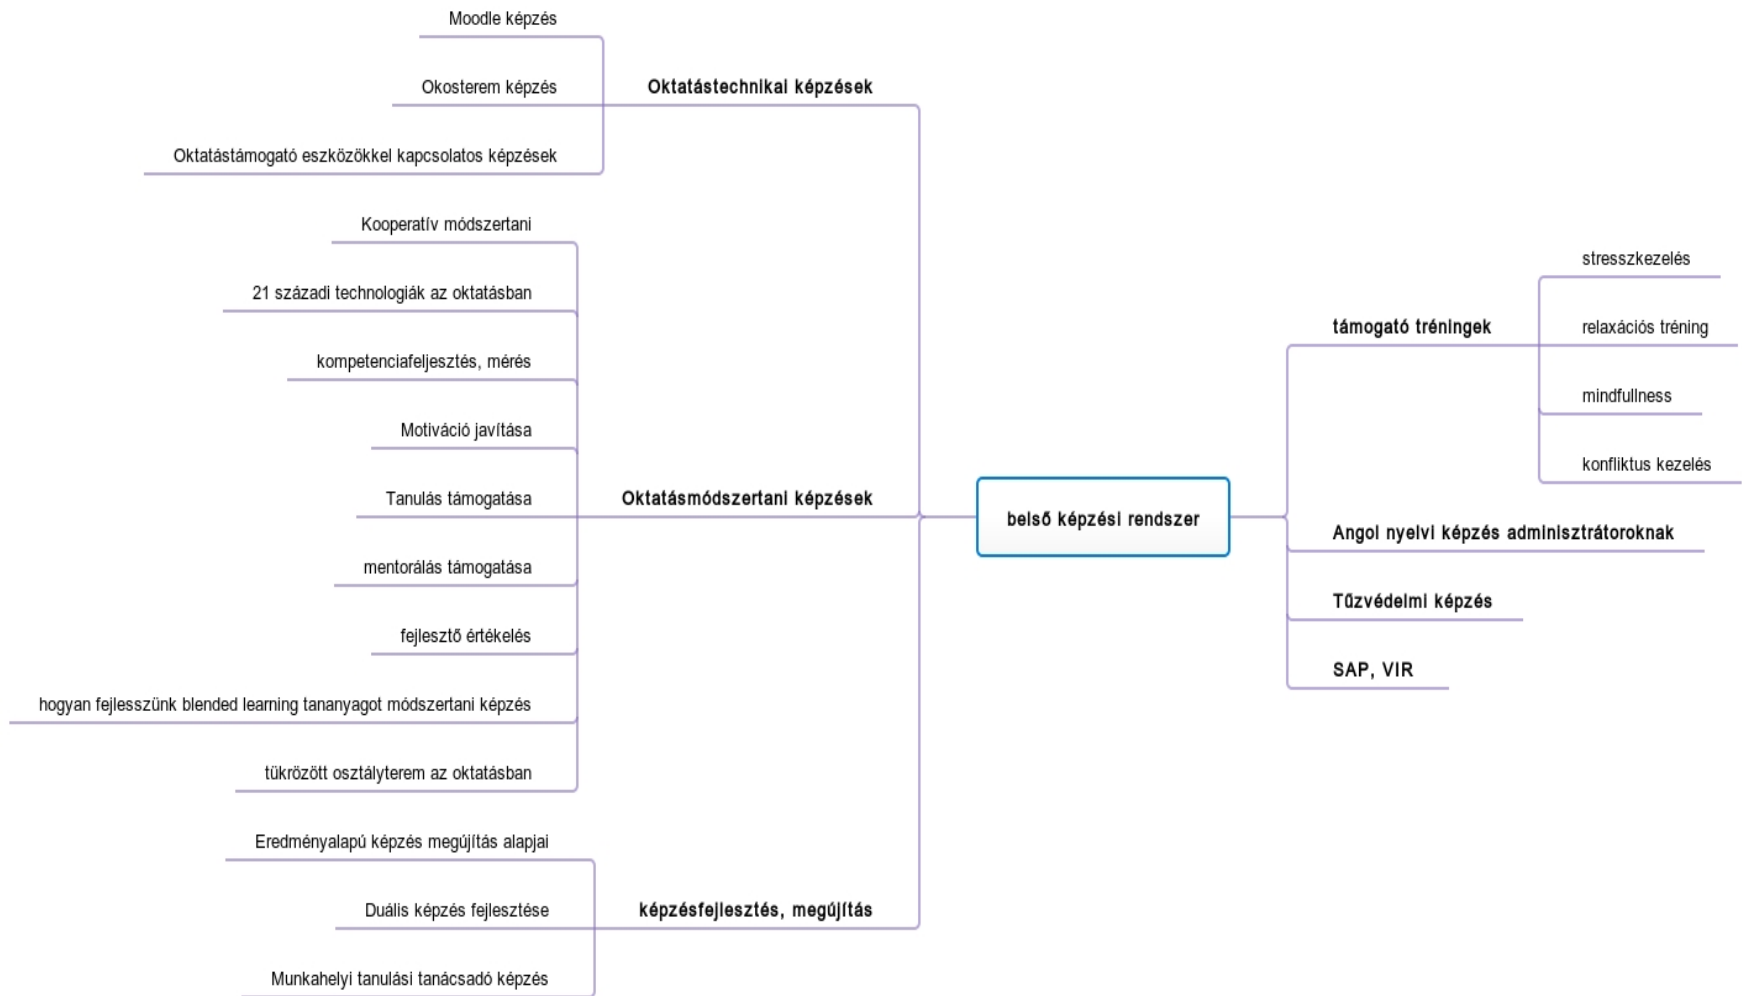 Moodle képzés
Okosterem képzés
Oktatástechnikai képzések
Oktatástámogató eszközökkel kapcsolatos képzések
Kooperatív módszertani
21 századi technologiák az oktatásban
kompetenciafeljesztés, mérés
Motiváció javítása
Tanulás támogatása
Oktatásmódszertani képzések
mentorálás támogatása
fejlesztő értékelés
hogyan fejlesszünk blended learning tananyagot módszertani képzés
tükrözött osztályterem az oktatásban
Eredményalapú képzés megújítás alapjai
Duális képzés fejlesztése
képzésfejlesztés, megújítás
Munkahelyi tanulási tanácsadó képzés
belső képzési rendszer
támogató tréningek
stresszkezelés
relaxációs tréning
mindfullness
konfliktus kezelés
Angol nyelvi képzés adminisztrátoroknak
Tűzvédelmi képzés
SAP, VIR